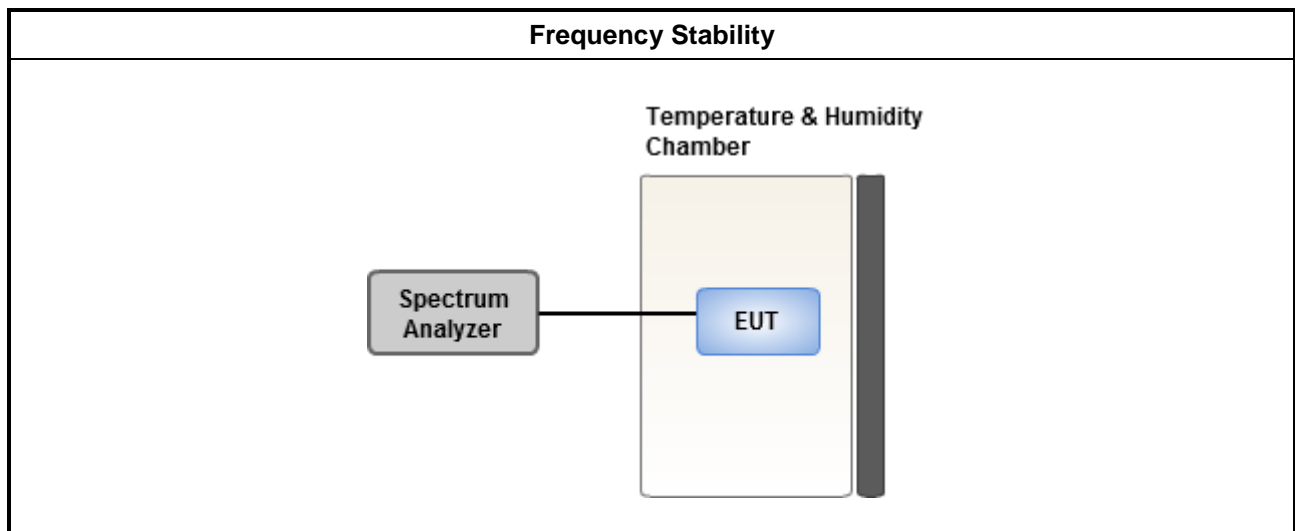 Frequency Stability
Temperature & Humidity
Chamber
Spectrum
Analyzer
EUT